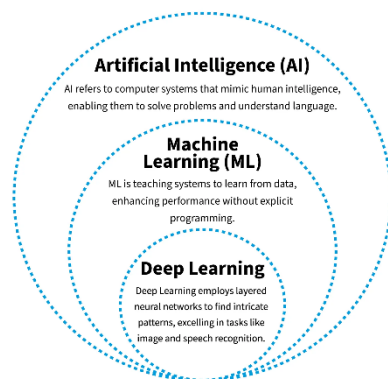 Artificial Intelligence (AI)
AI refers to computer systems that mimic human intelligence,
enabling them to solve problems and understand language.
Machine
Learning (ML)
ML is teaching systems to learn from data,
enhancing performance without explicit
programming.
Deep Learning
Deep Learning employs layered
neural networks to find intricate
patterns, excelling in tasks like
image and speech recognition.